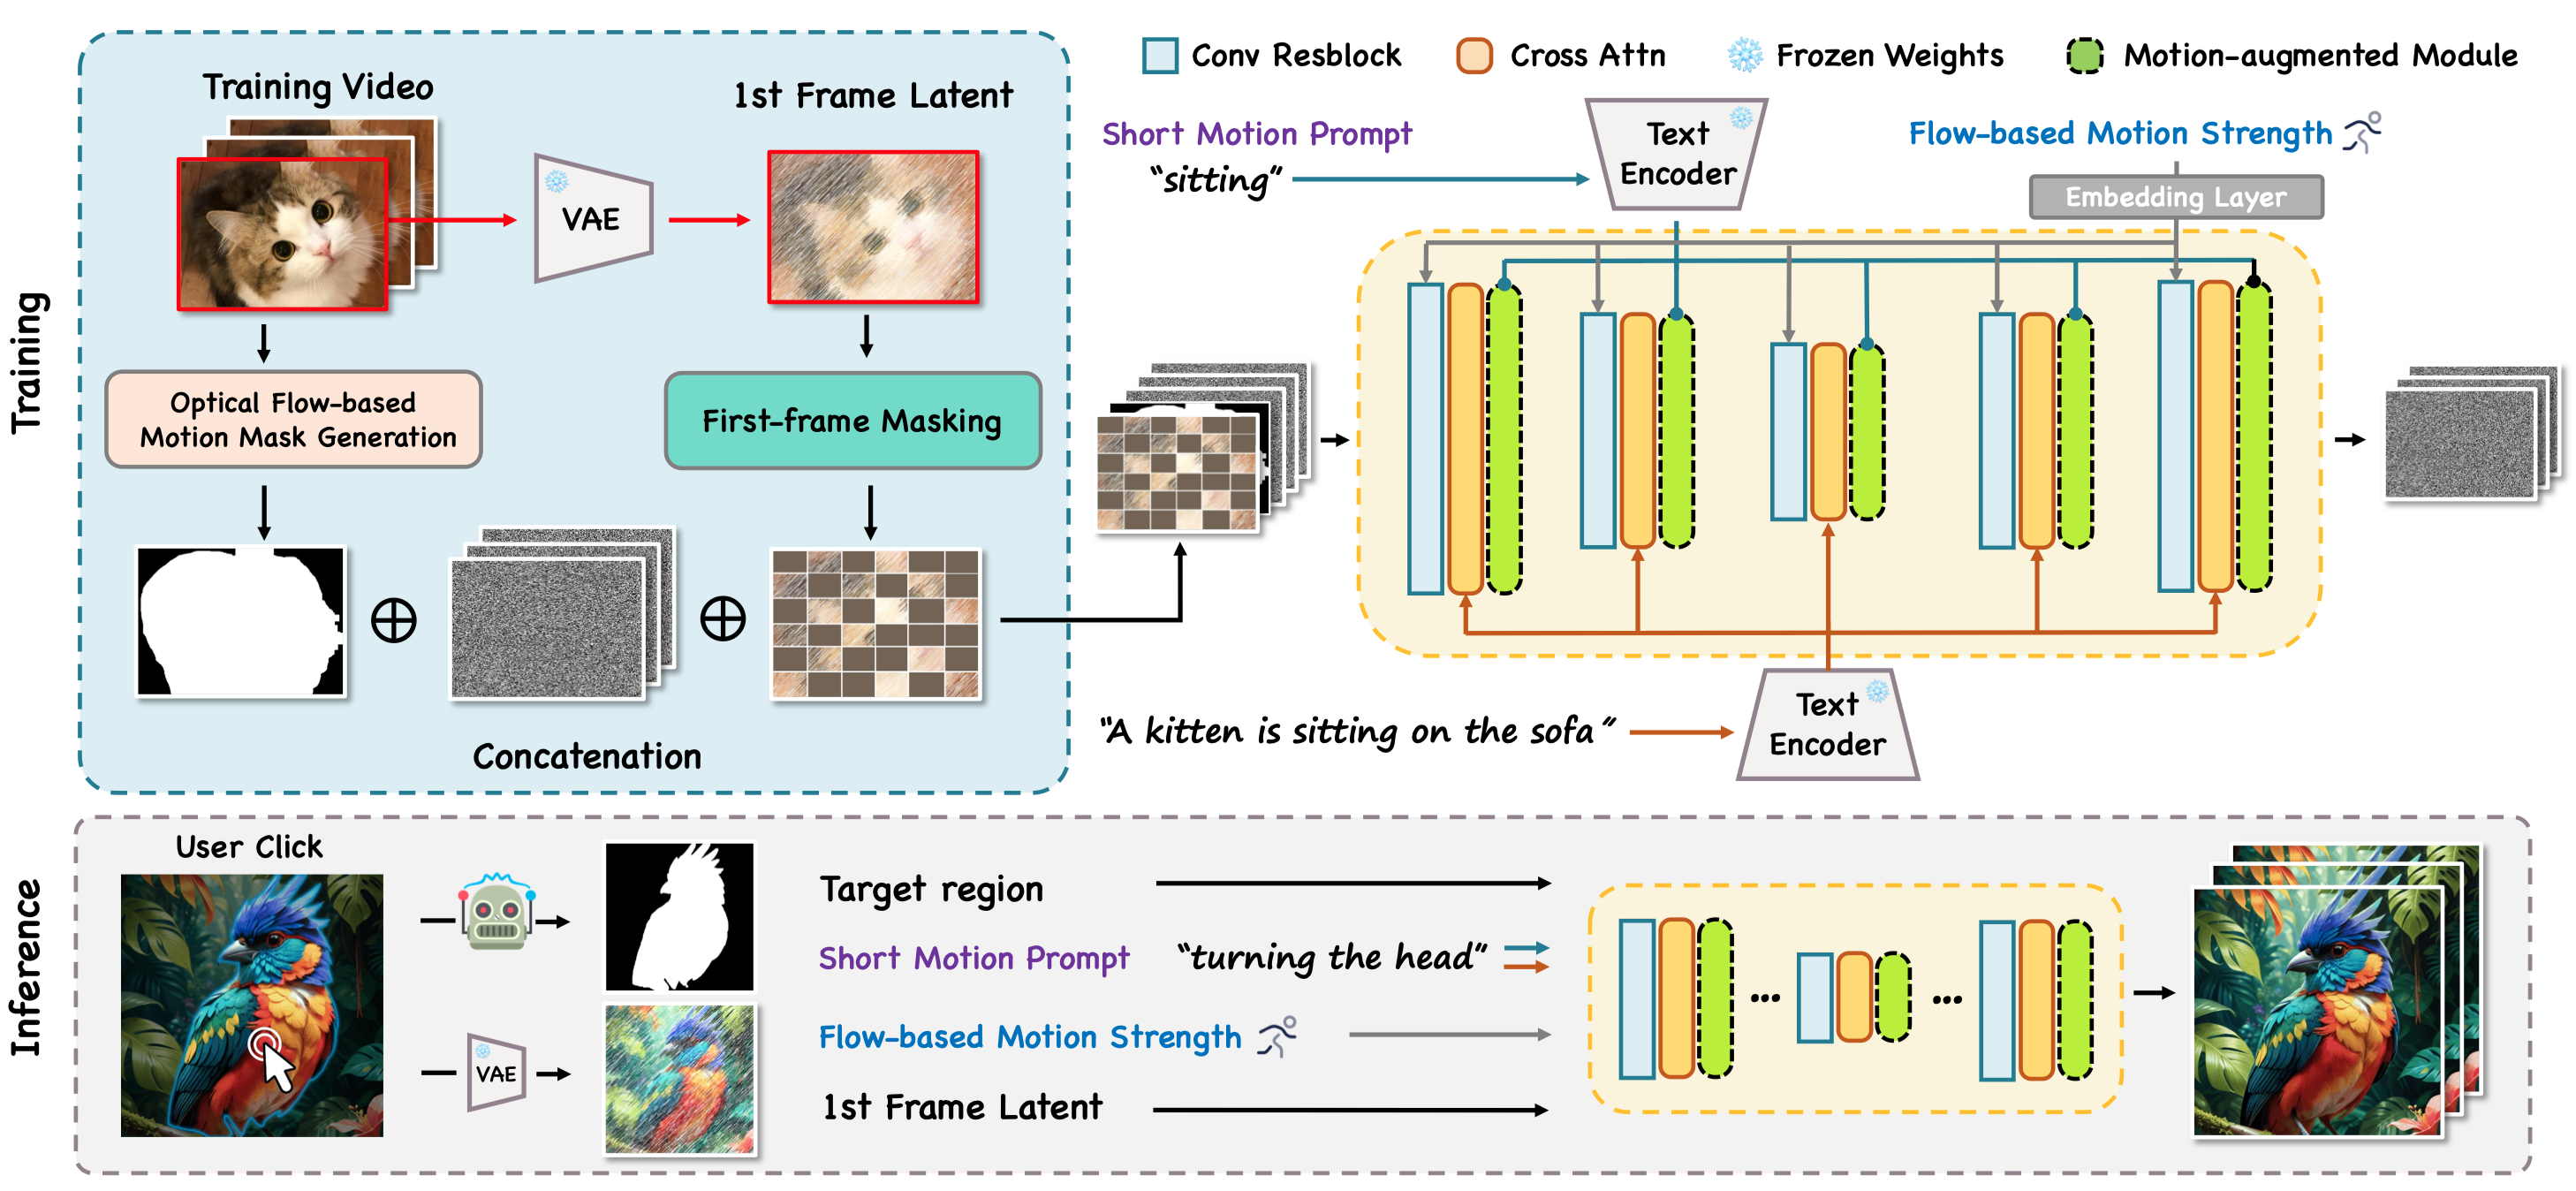 Training
Training Video
1st Frame Latent
VAE
Optical Flow-based
Motion Mask Generation
First-frame Masking
Concatenation
Conv Resblock
Cross Attn
Frozen Weights
Motion-augmented Module
Short Motion Prompt
“sitting”
Text
Encoder
Flow-based Motion Strength
Embedding Layer
“A kitten is sitting on the sofa”
Text
Encoder
Inference
User Click
VAE
Target region
Short Motion Prompt
“turning the head”
Flow-based Motion Strength
1st Frame Latent
...
...